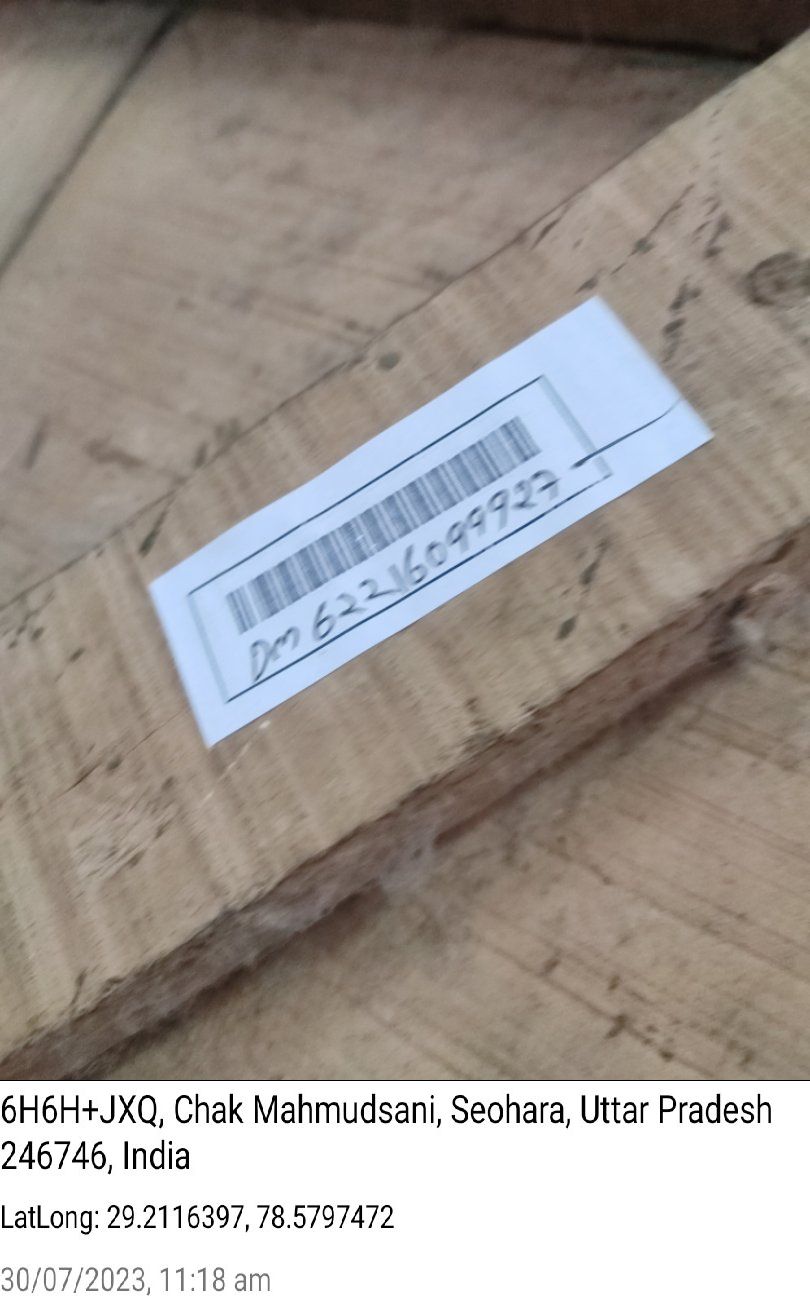 Dm 62216099927
6H6H+JXQ, Chak Mahmudsani, Seohara, Uttar Pradesh
246746, India
LatLong: 29.2116397, 78.5797472
30/07/2023, 11:18 am